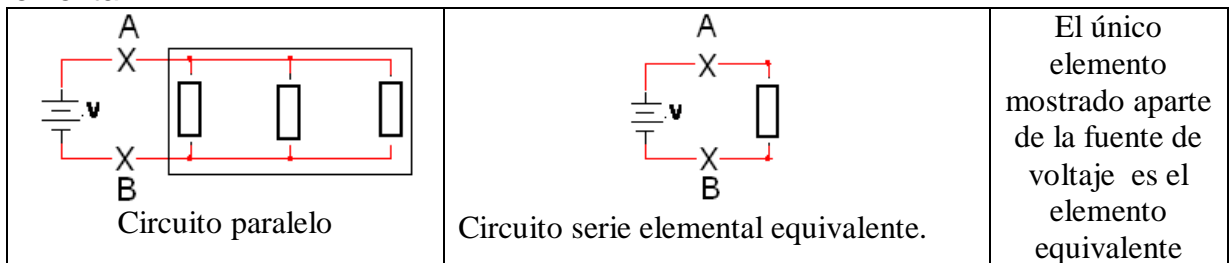 A
X
v
X
B
Circuito paralelo
A
X
v
X
B
Circuito serie elemental equivalente.
El único
elemento
mostrado aparte
de la fuente de
voltaje es el
elemento
equivalente